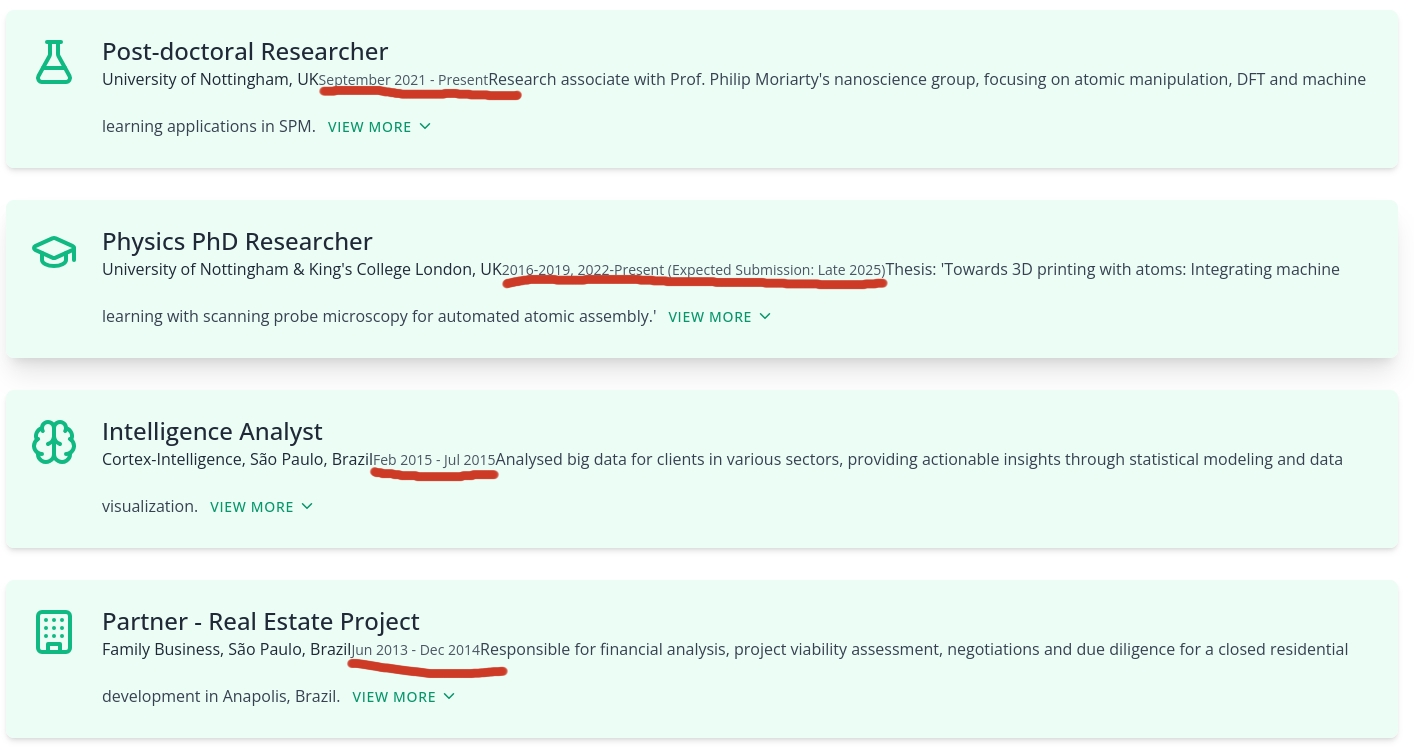 Post-doctoral Researcher
University of Nottingham, UKSeptember 2021 - PresentResearch associate with Prof. Philip Moriarty's nanoscience group, focusing on atomic manipulation, DFT and machine
learning applications in SPM. VIEW MORE
Physics PhD Researcher
University of Nottingham & King's College London, UK2016-2019, 2022-Present (Expected Submission: Late 2025)Thesis: 'Towards 3D printing with atoms: Integrating machine
learning with scanning probe microscopy for automated atomic assembly.' VIEW MORE
Intelligence Analyst
Cortex-Intelligence, São Paulo, BrazilFeb 2015 - Jul 2015Analysed big data for clients in various sectors, providing actionable insights through statistical modeling and data
visualization. VIEW MORE
Partner - Real Estate Project
Family Business, São Paulo, BrazilJun 2013 - Dec 2014Responsible for financial analysis, project viability assessment, negotiations and due diligence for a closed residential
development in Anapolis, Brazil. VIEW MORE